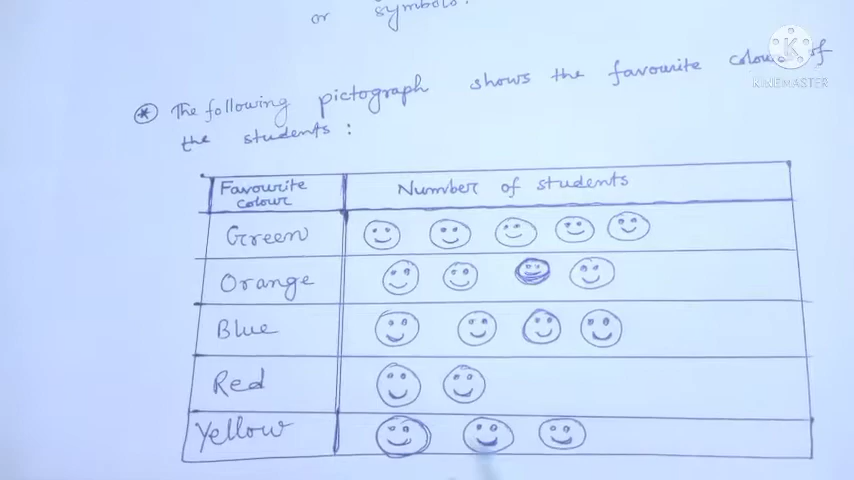 or symbols.
K
KINEMASTER
* The following pictograph shows the favourite colour of
the students :
Favourite colour Number of students
Green
Orange
Blue
Red
Yellow